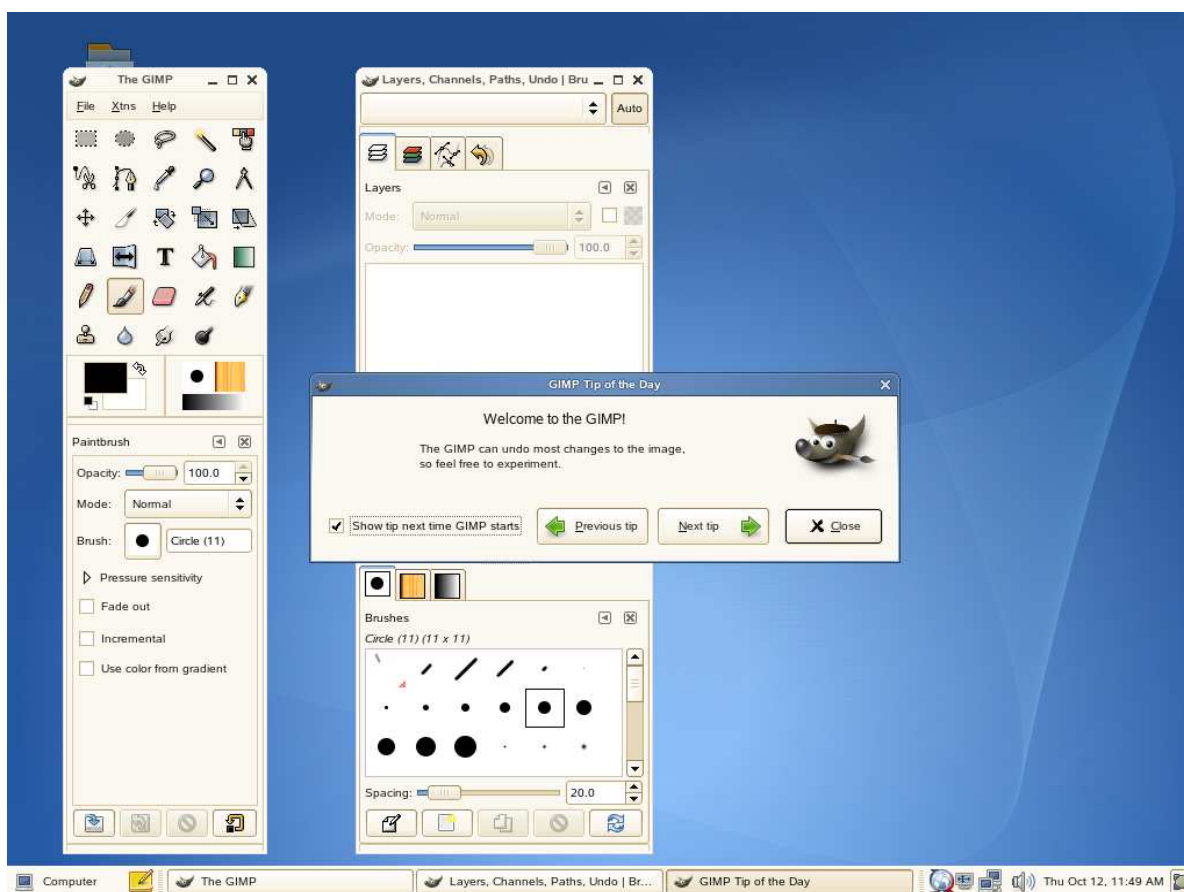 The GIMP
File Xtns Help
Paintbrush
Opacity: 100.0
Mode: Normal
Brush: Circle (11)
Pressure sensitivity
Fade out
Incremental
Use color from gradient
Layers, Channels, Paths, Undo | Bru
Auto
Layers
Mode: Normal
Opacity: 100.0
GIMP Tip of the Day
Welcome to the GIMP!
The GIMP can undo most changes to the image,
so feel free to experiment.
Show tip next time GIMP starts Previous tip Next tip Close
Brushes
Circle (11) (11 x 11)
Spacing: 20.0
Computer The GIMP Layers, Channels, Paths, Undo | Br... GIMP Tip of the Day Thu Oct 12, 11:49 AM